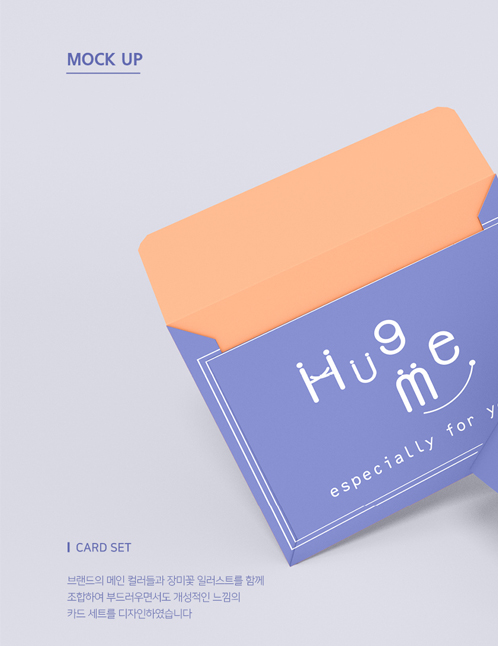 MOCK UP
Huge
me
especially for y
CARD SET
브랜드의 메인 컬러들과 장미꽃 일러스트를 함께
조합하여 부드러우면서도 개성적인 느낌의
카드 세트를 디자인하였습니다